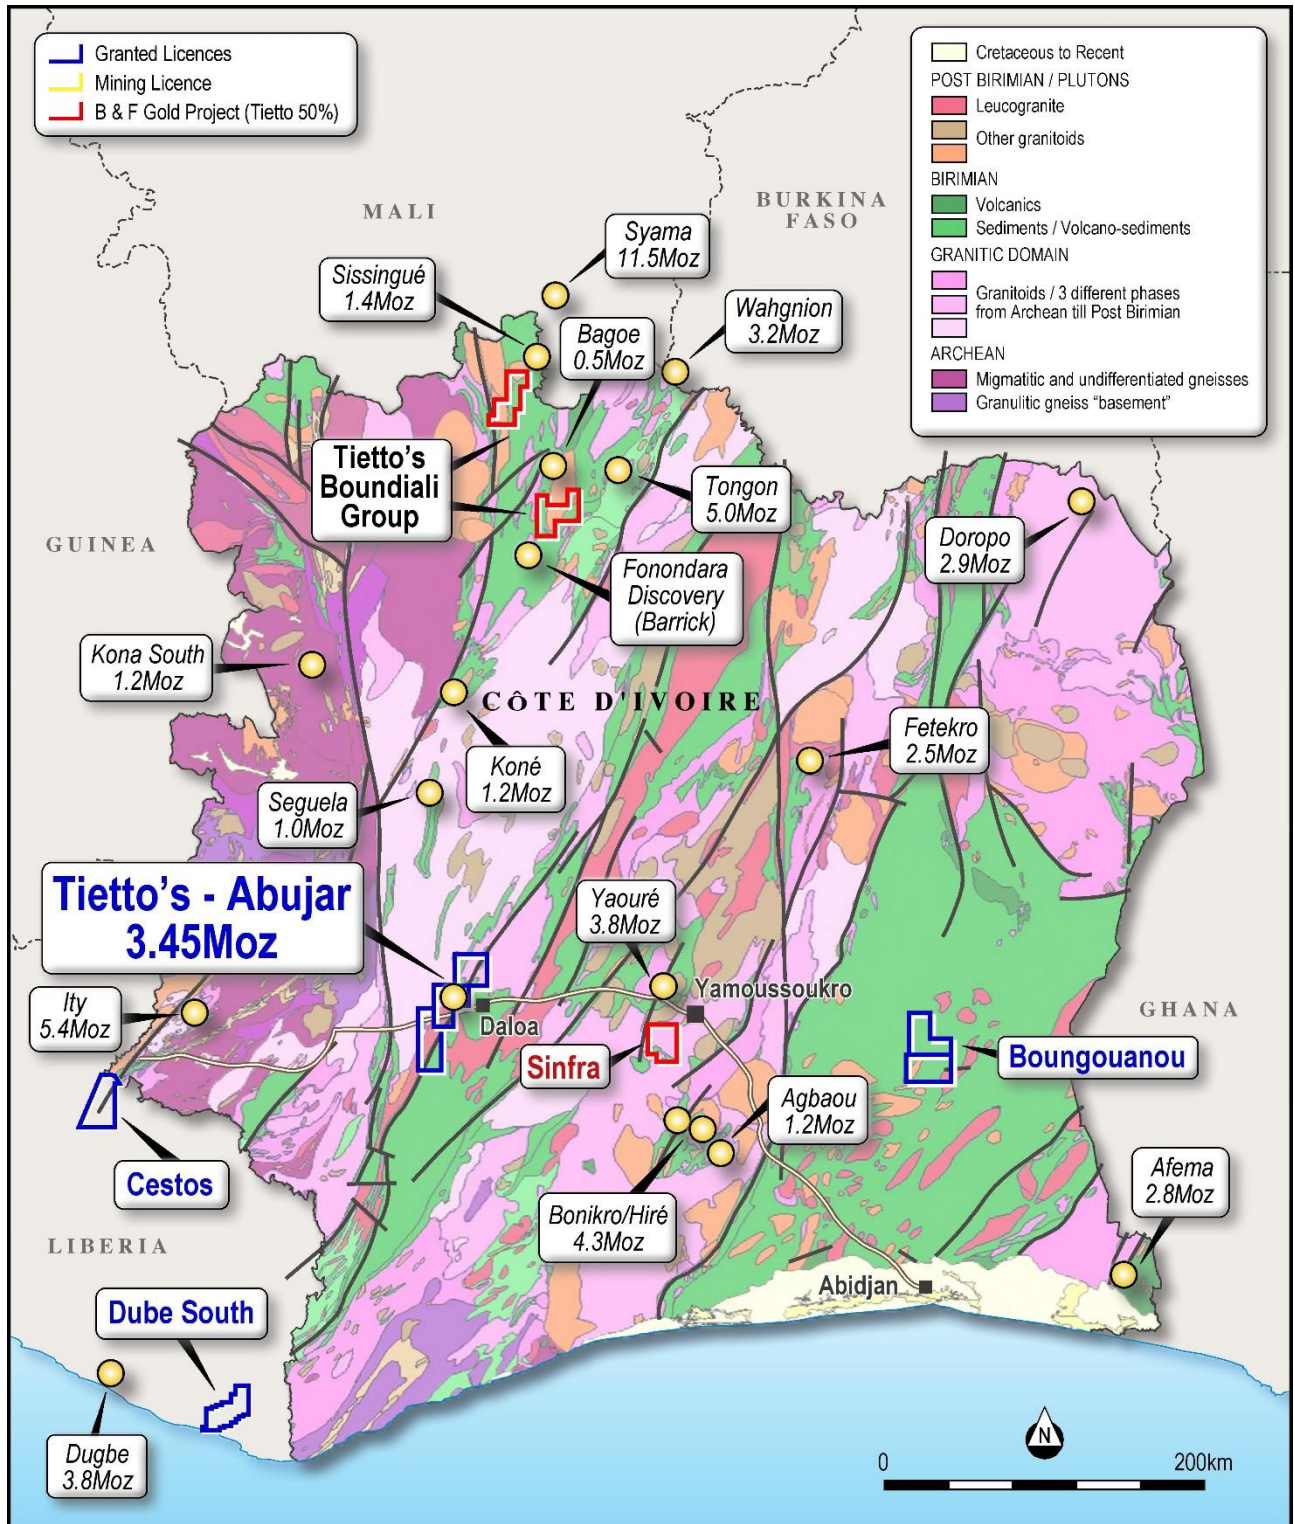 Granted Licences
Mining Licence
B & F Gold Project (Tietto 50%)
Cretaceous to Recent
POST BIRIMIAN / PLUTONS
Leucogranite
Other granitoids
BIRIMIAN
Volcanics
Sediments / Volcano-sediments
GRANITIC DOMAIN
Granitoids / 3 different phases
from Archean till Post Birimian
ARCHEAN
Migmatitic and undifferentiated gneisses
Granulitic gneiss “basement”
MALI
BURKINA
FASO
Syama
11.5Moz
Sissingué
1.4Moz
Wahgnion
3.2Moz
Bagoe
0.5Moz
Tietto's
Boundiali
Group
Tongon
5.0Moz
Doropo
2.9Moz
GUINEA
Fonondara
Discovery
(Barrick)
Kona South
1.2Moz
CÔTE D'IVOIRE
Koné
1.2Moz
Fetekro
2.5Moz
Seguela
1.0Moz
Tietto's - Abujar
3.45Moz
Yaouré
3.8Moz
Yamoussoukro
Ity
5.4Moz
Daloa
GHANA
Sinfra
Boungouanou
Agbaou
1.2Moz
Cestos
Afema
2.8Moz
Bonikro/Hiré
4.3Moz
LIBERIA
Abidjan
Dube South
Dugbe
3.8Moz
N
0 200km